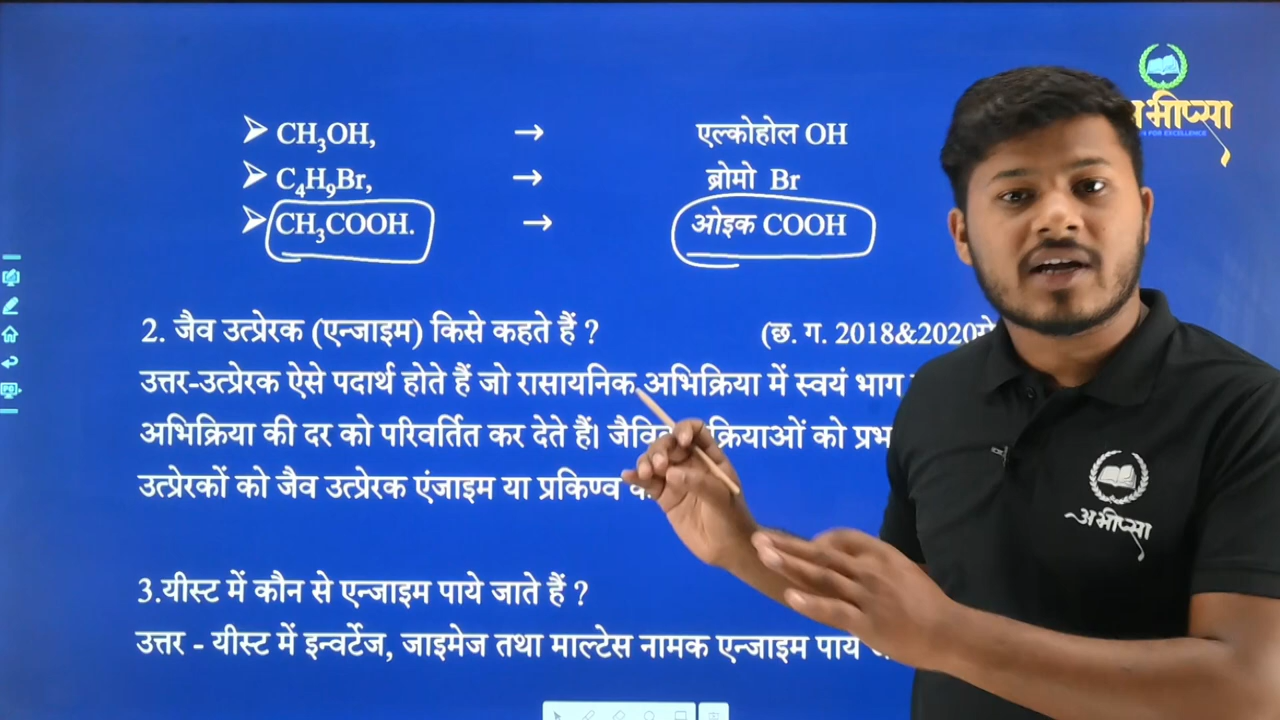 CH₃OH, → एल्कोहोल OH
C₄H₉Br, → ब्रोमो Br
CH₃COOH. → ओइक COOH
अभीप्सा
FOR EXCELLENCE
2. जैव उत्प्रेरक (एन्जाइम) किसे कहते हैं ? (छ. ग. 2018&2020
उत्तर-उत्प्रेरक ऐसे पदार्थ होते हैं जो रासायनिक अभिक्रिया में स्वयं भाग
अभिक्रिया की दर को परिवर्तित कर देते हैं।
उत्प्रेरकों को जैव उत्प्रेरक एंजाइम या प्रकिण्व
अभीप्सा
3.यीस्ट में कौन से एन्जाइम पाये जाते हैं ?
उत्तर - यीस्ट में इन्वर्टेज, जाइमेज तथा माल्टेस नामक एन्जाइम पाये